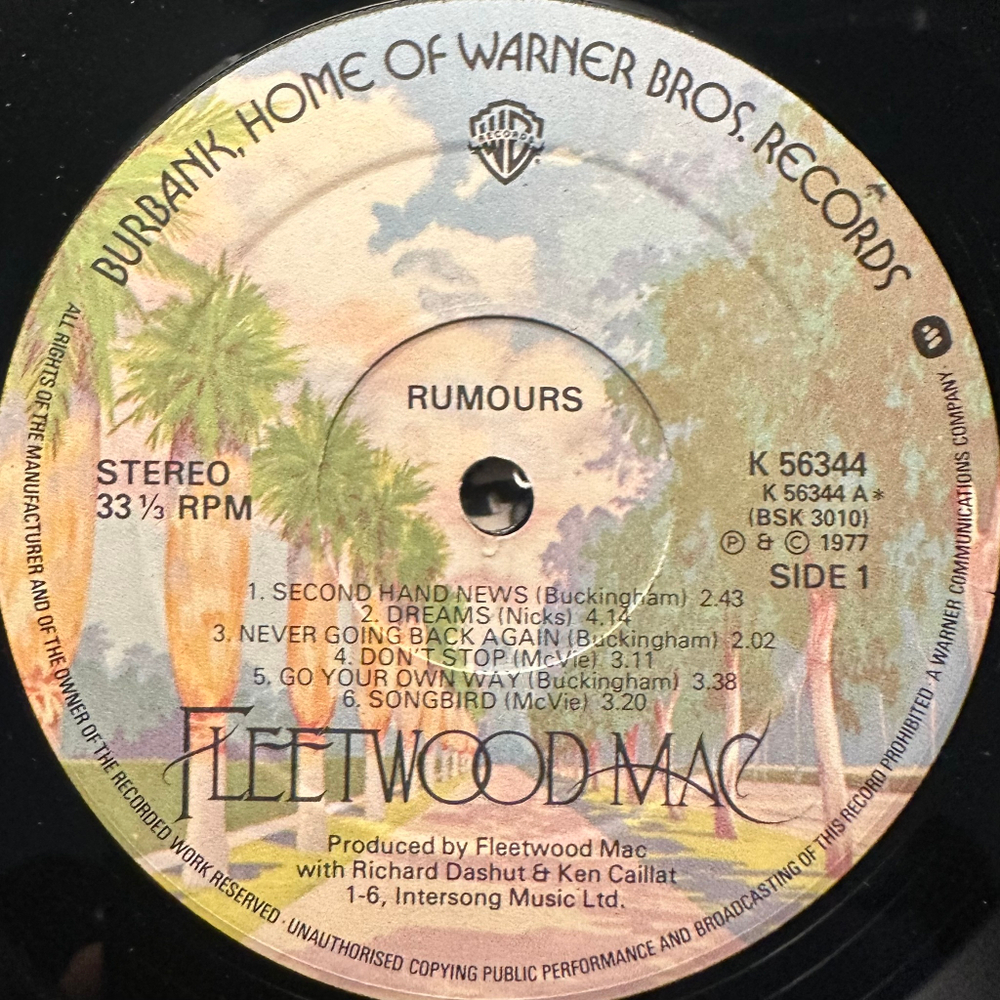 BURBANK, HOME OF WARNER BROS. RECORDS
RECORDS
RUMOURS
STEREO
33 ⅓ RPM
K 56344
K 56344 A*
(BSK 3010)
Ⓟ & © 1977
SIDE 1
1. SECOND HAND NEWS (Buckingham) 2.43
2. DREAMS (Nicks) 4.14
3. NEVER GOING BACK AGAIN (Buckingham) 2.02
4. DON'T STOP (McVie) 3.11
5. GO YOUR OWN WAY (Buckingham) 3.38
6. SONGBIRD (McVie) 3.20
FLEETWOOD MAC
Produced by Fleetwood Mac
with Richard Dashut & Ken Caillat
1-6, Intersong Music Ltd.
ALL RIGHTS OF THE MANUFACTURER AND OF THE OWNER OF THE RECORDED WORK RESERVED · UNAUTHORISED COPYING PUBLIC PERFORMANCE AND BROADCASTING OF THIS RECORD PROHIBITED · A WARNER COMMUNICATIONS COMPANY ·